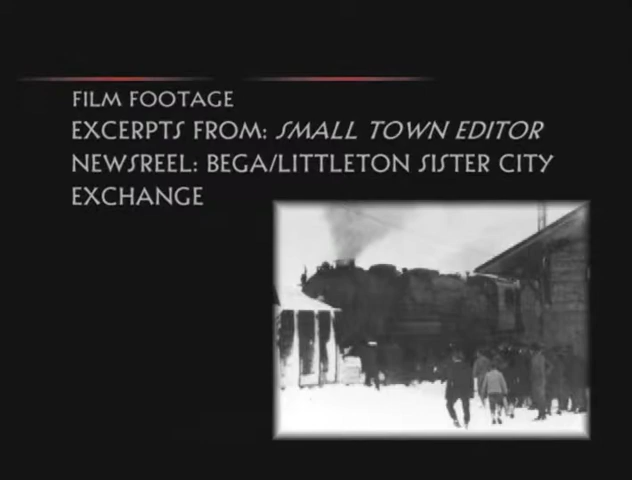 FILM FOOTAGE
EXCERPTS FROM: SMALL TOWN EDITOR
NEWSREEL: BEGA/LITTLETON SISTER CITY
EXCHANGE